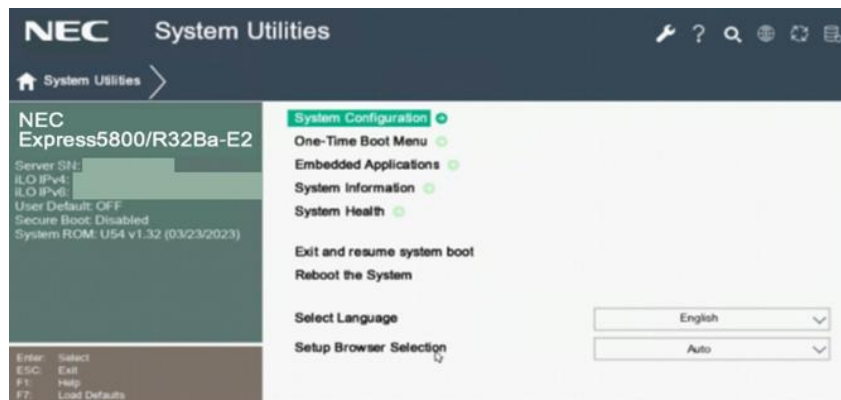 NEC System Utilities
System Utilities
NEC
Express5800/R32Ba-E2
Server SN:
iLO IPv4:
iLO IPv6:
User Default: OFF
Secure Boot: Disabled
System ROM: U54 v1.32 (03/23/2023)
System Configuration
One-Time Boot Menu
Embedded Applications
System Information
System Health
Exit and resume system boot
Reboot the System
Select Language English
Setup Browser Selection Auto
Enter: Select
ESC: Exit
F1: Help
F7: Load Defaults